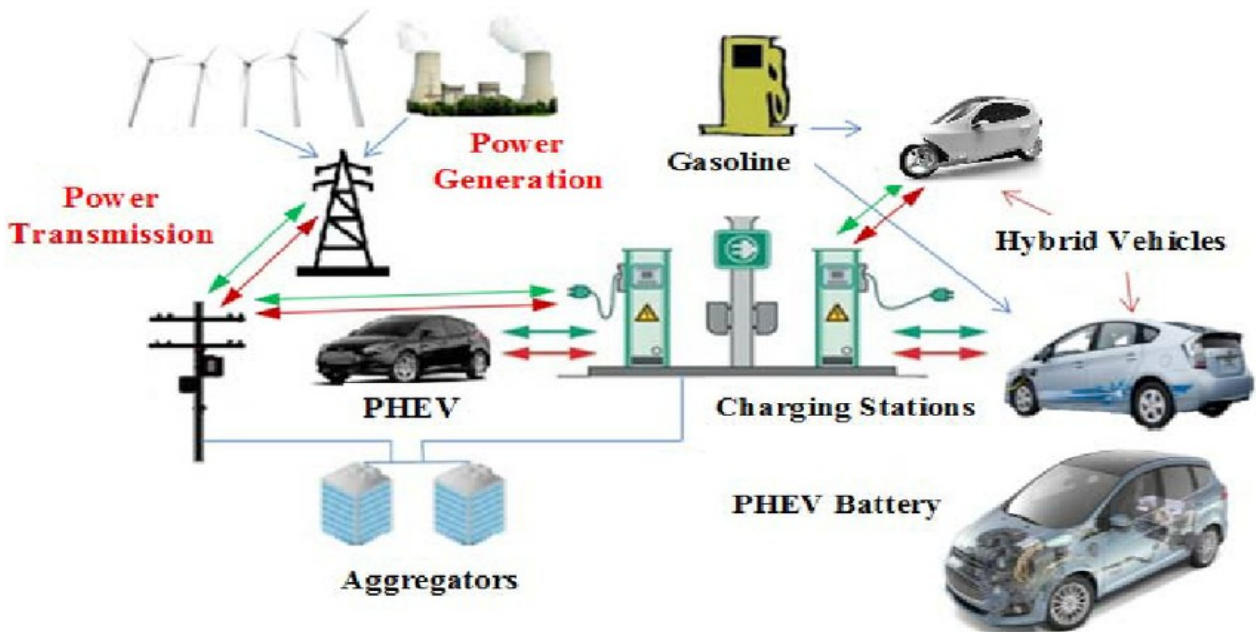 Power
Generation
Gasoline
Power
Transmission
Hybrid Vehicles
PHEV
Charging Stations
PHEV Battery
Aggregators